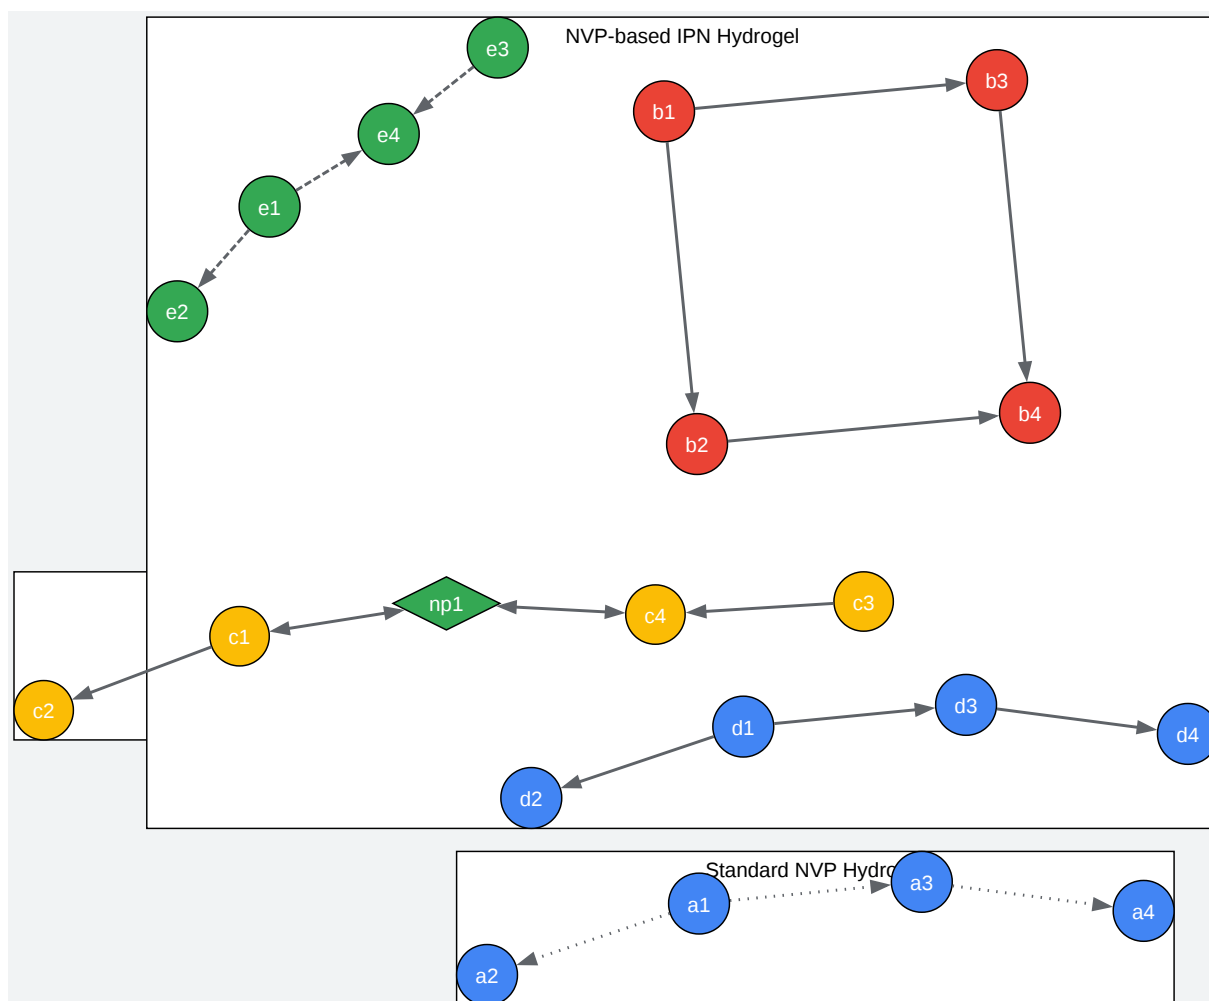 NVP-based IPN Hydrogel
e3
b3
b1
e4
e1
e2
b4
b2
np1
c3
c4
c1
c2
d3
d1
d4
d2
Standard NVP Hydro
a3
a1
a4
a2